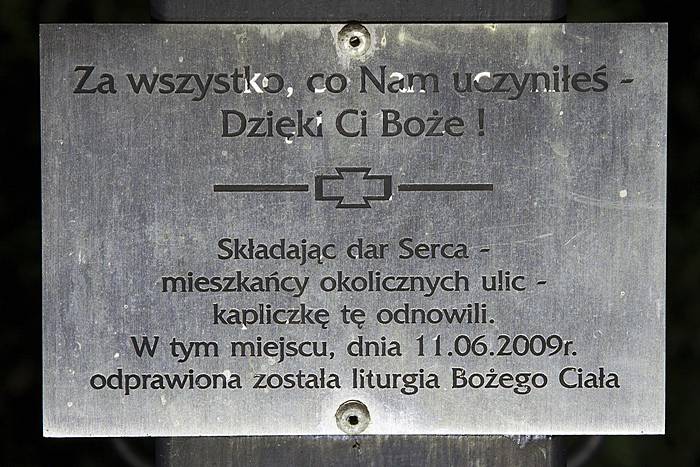 Za wszystko, co Nam uczyniłeś -
Dzięki Ci Boże !
Składając dar Serca -
mieszkańcy okolicznych ulic -
kapliczkę tę odnowili.
W tym miejscu, dnia 11.06.2009r.
odprawiona została liturgia Bożego Ciała